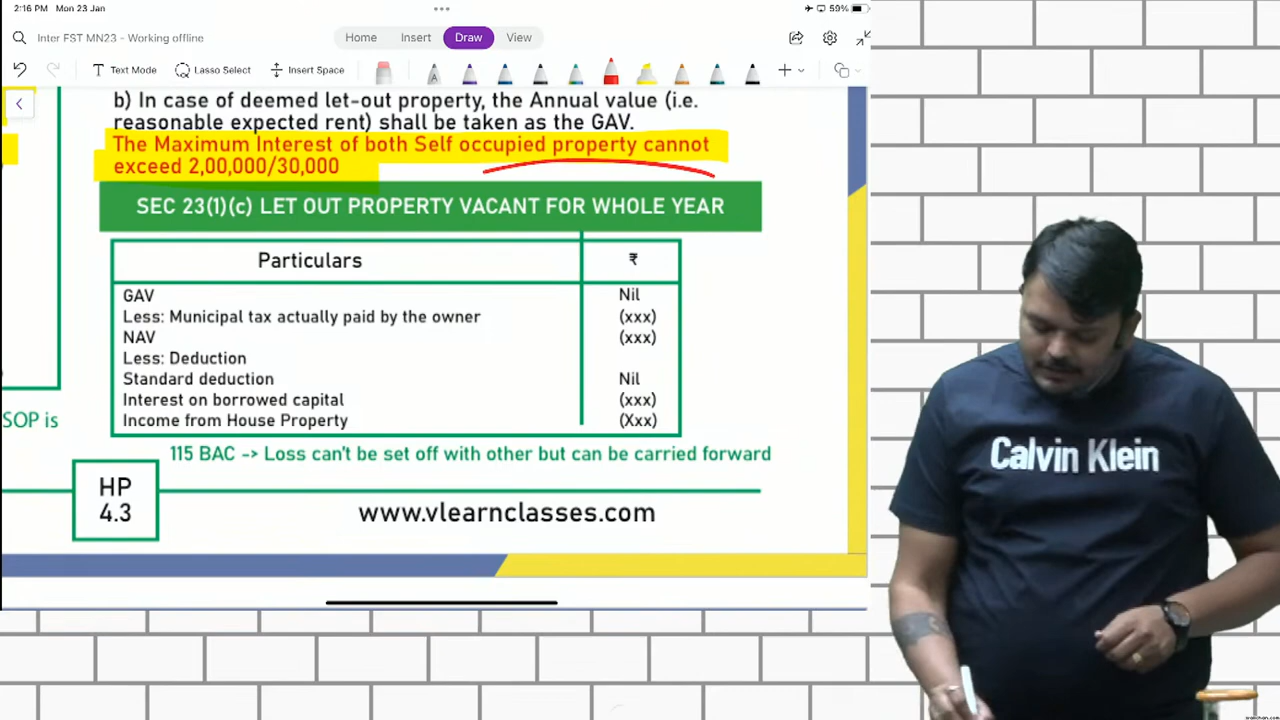 2:16 PM Mon 23 Jan
59%
Inter FST MN23 - Working offline
Home Insert Draw View
Text Mode Lasso Select Insert Space
b) In case of deemed let-out property, the Annual value (i.e.
reasonable expected rent) shall be taken as the GAV.
The Maximum Interest of both Self occupied property cannot
exceed 2,00,000/30,000
SEC 23(1)(c) LET OUT PROPERTY VACANT FOR WHOLE YEAR
Particulars ₹
GAV Nil
Less: Municipal tax actually paid by the owner (xxx)
NAV (xxx)
Less: Deduction
Standard deduction Nil
Interest on borrowed capital (xxx)
Income from House Property (Xxx)
SOP is
115 BAC -> Loss can't be set off with other but can be carried forward
HP
4.3
www.vlearnclasses.com
Calvin Klein